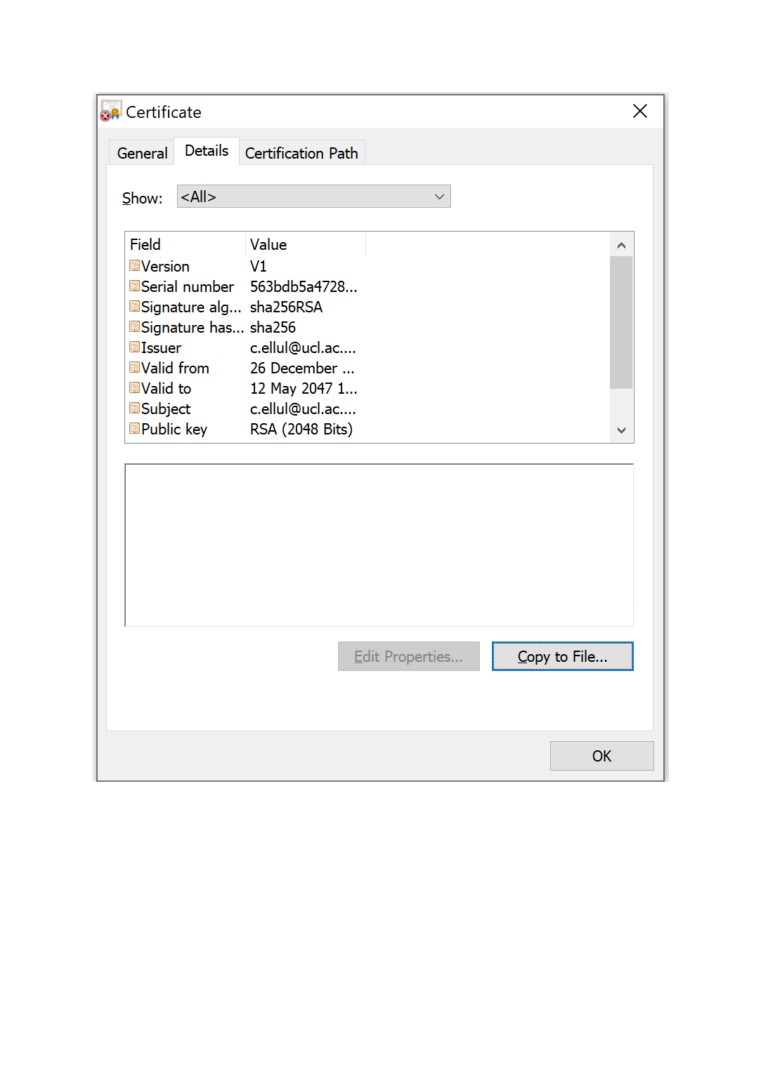 Certificate
General Details Certification Path
Show: <All>
Field Value
Version V1
Serial number 563bdb5a4728...
Signature alg... sha256RSA
Signature has... sha256
Issuer c.ellul@ucl.ac....
Valid from 26 December ...
Valid to 12 May 2047 1...
Subject c.ellul@ucl.ac....
Public key RSA (2048 Bits)
Edit Properties... Copy to File...
OK